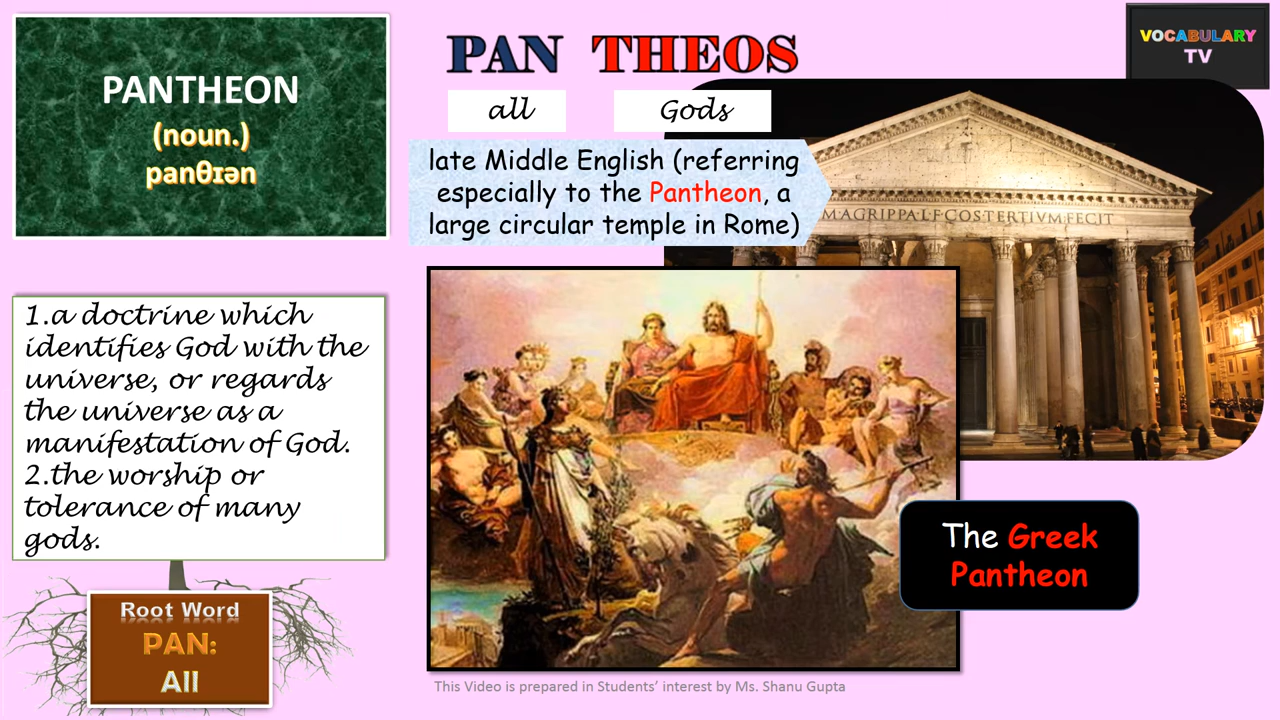 PANTHEON
(noun.)
panθɪən
PAN THEOS
all Gods
late Middle English (referring
especially to the Pantheon, a
large circular temple in Rome)
VOCABULARY
TV
M·AGRIPPA·L·F·COS·TERTIVM·FECIT
1.a doctrine which
identifies God with the
universe, or regards
the universe as a
manifestation of God.
2.the worship or
tolerance of many
gods.
The Greek
Pantheon
Root Word
PAN:
All
This Video is prepared in Students’ interest by Ms. Shanu Gupta